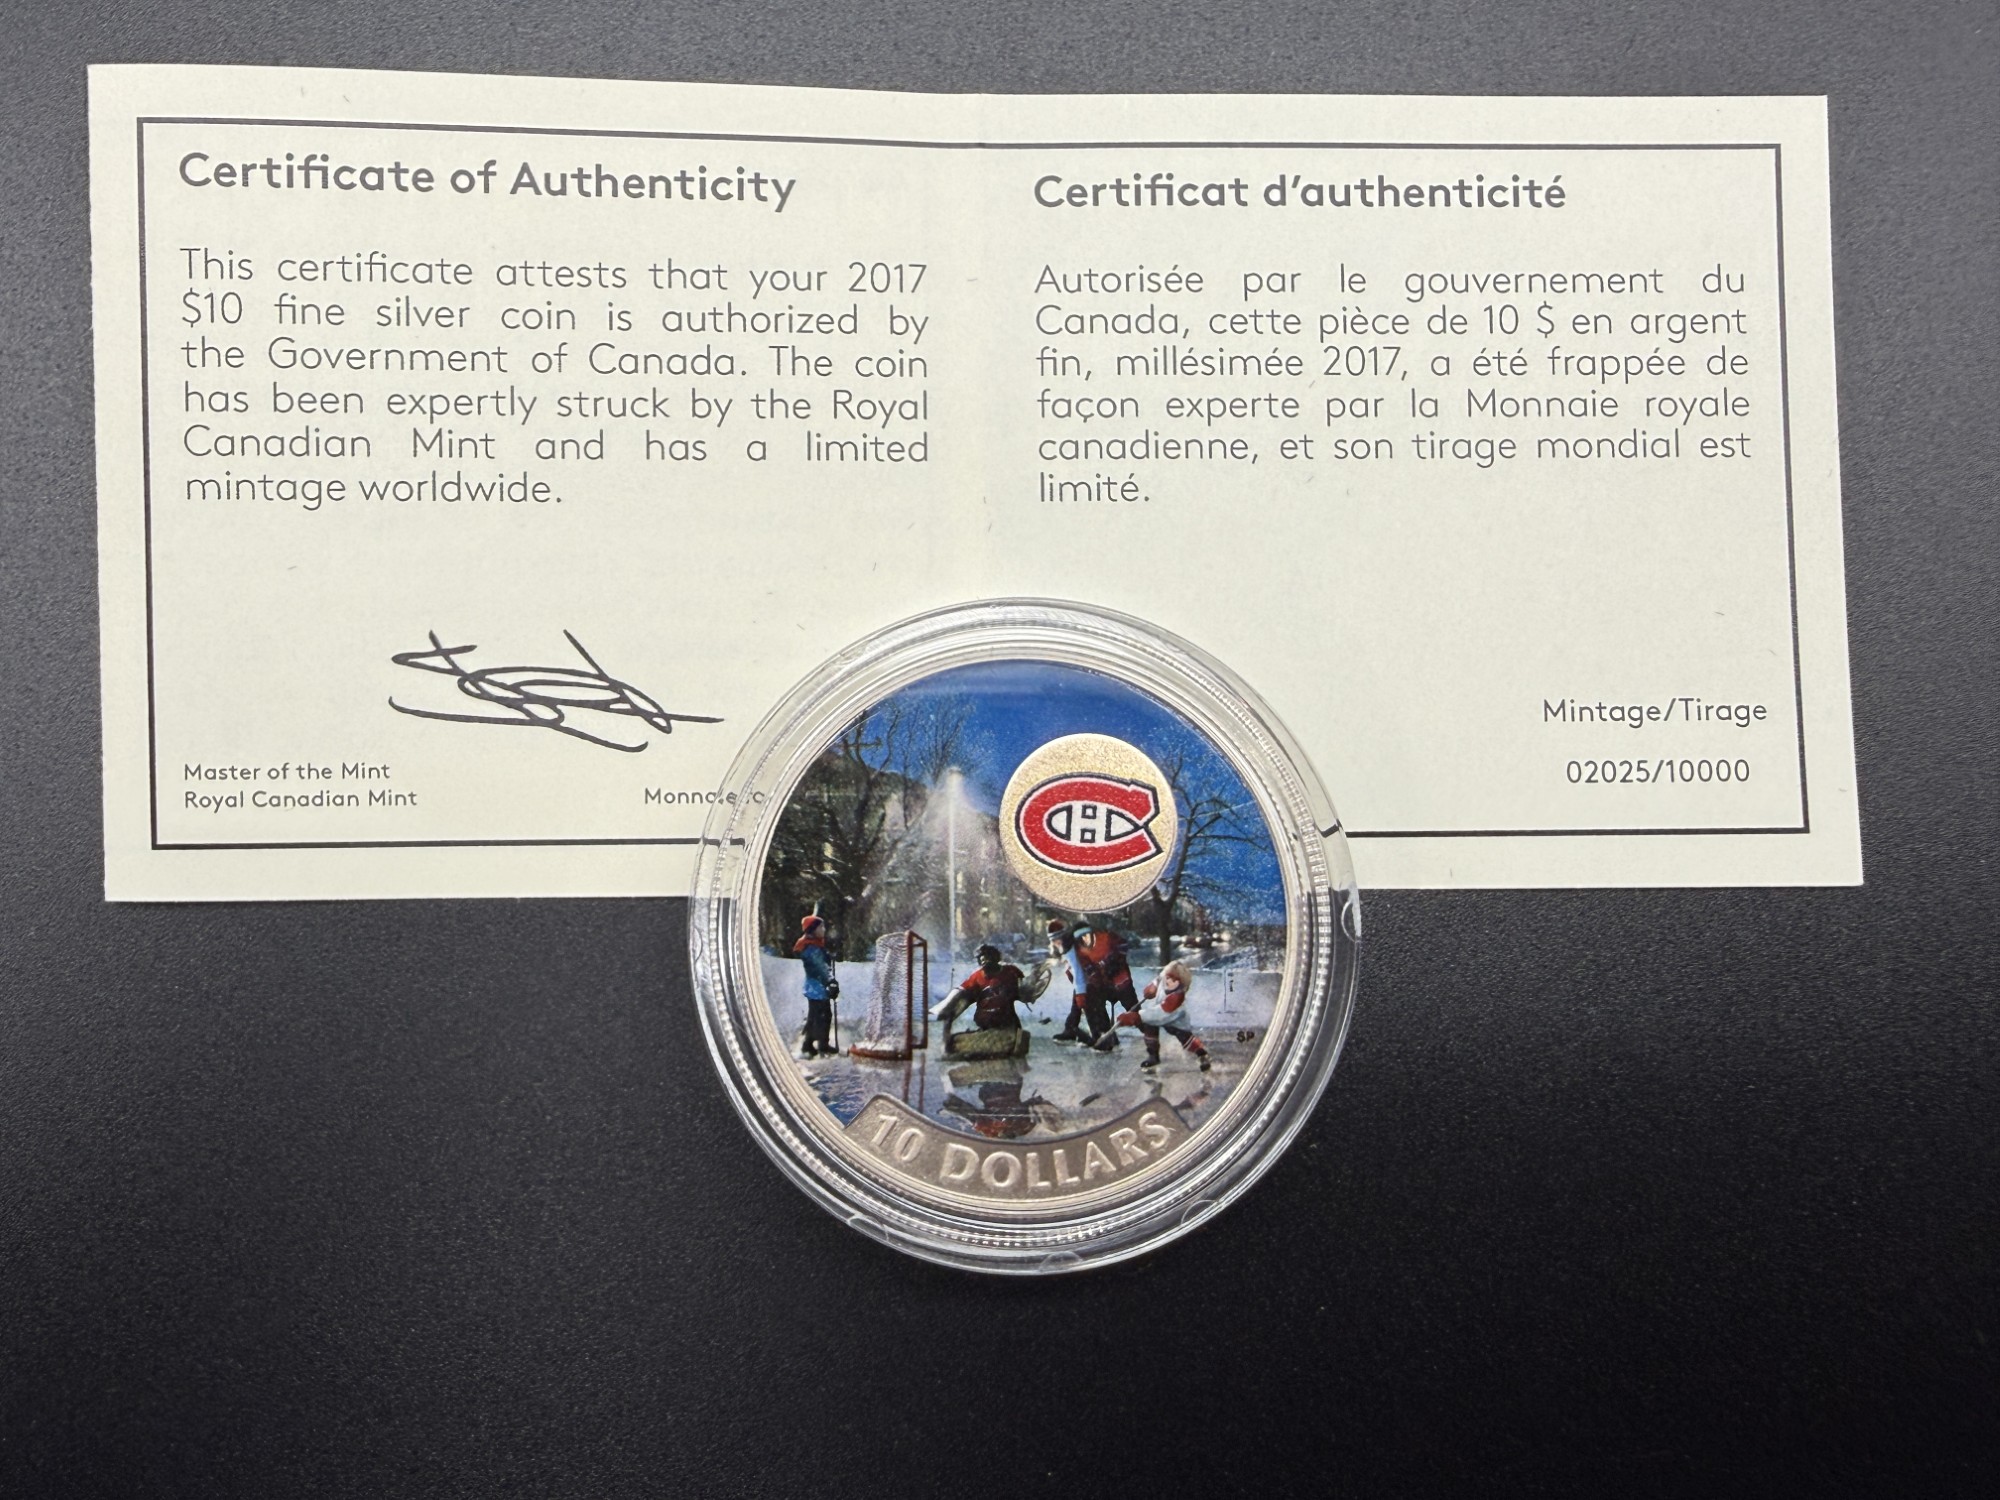 Certificate of Authenticity
This certificate attests that your 2017
$10 fine silver coin is authorized by
the Government of Canada. The coin
has been expertly struck by the Royal
Canadian Mint and has a limited
mintage worldwide.
Master of the Mint
Royal Canadian Mint
Certificat d'authenticité
Autorisée par le gouvernement du
Canada, cette pièce de 10 $ en argent
fin, millésimée 2017, a été frappée de
façon experte par la Monnaie royale
canadienne, et son tirage mondial est
limité.
Mintage/Tirage
02025/10000
CH
SP
10 DOLLARS